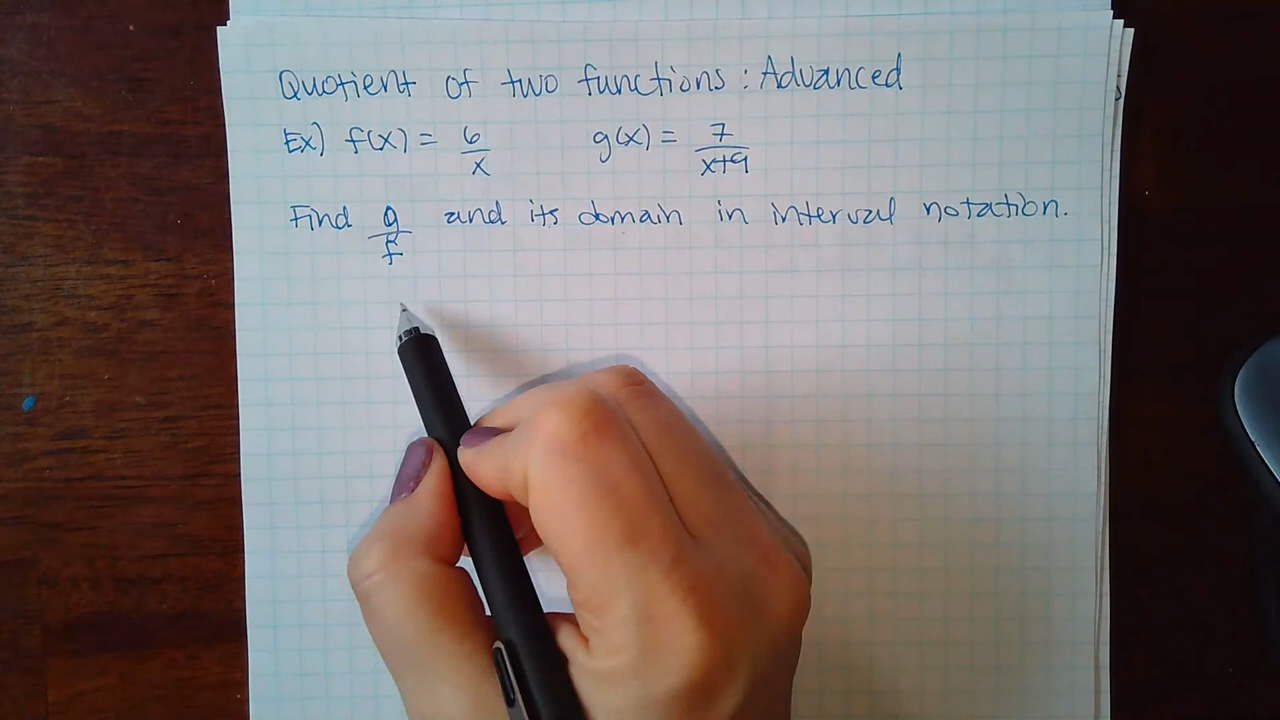 Quotient of two functions: Advanced
Ex) f(x) = 6/x g(x) = 7/(x+9)
Find g/f and its domain in interval notation.